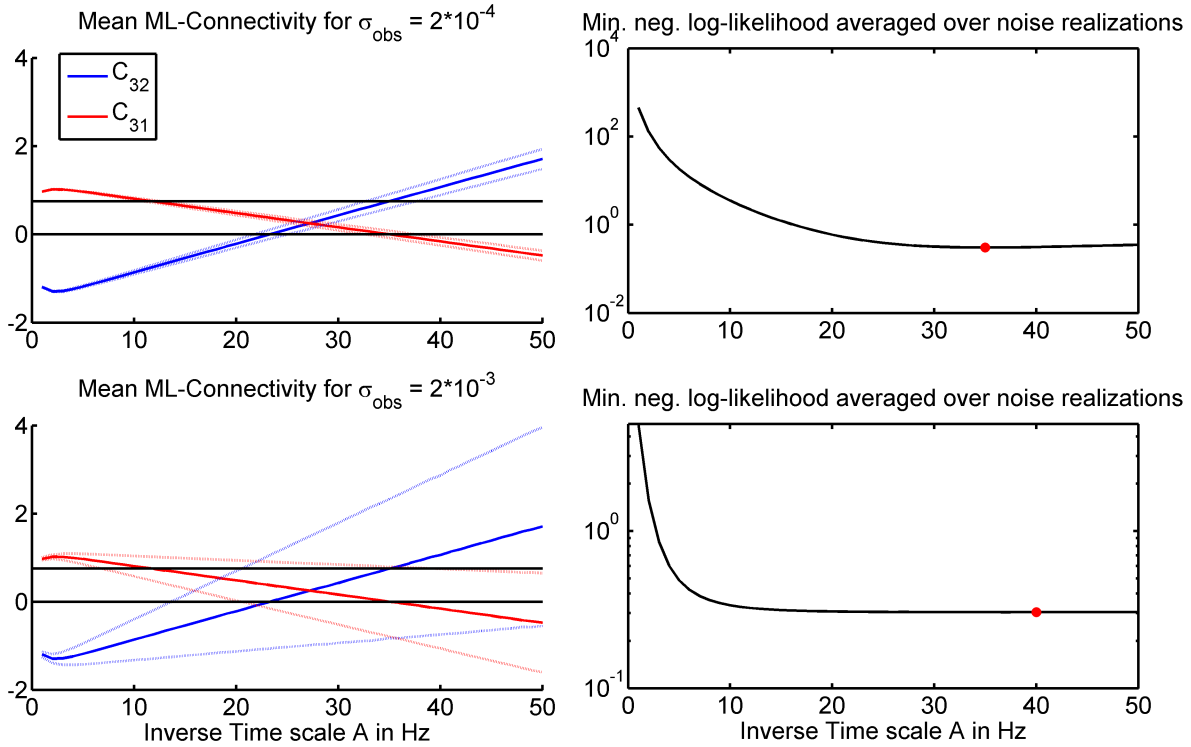 Mean ML-Connectivity for σobs = 2*10-4
4
2
0
-2
C32
C31
0 10 20 30 40 50
Min. neg. log-likelihood averaged over noise realizations
10^4
10^2
10^0
10^-2
0 10 20 30 40 50
Mean ML-Connectivity for σobs = 2*10-3
4
2
0
-2
0 10 20 30 40 50
Inverse Time scale A in Hz
Min. neg. log-likelihood averaged over noise realizations
10^0
10^-1
0 10 20 30 40 50
Inverse Time scale A in Hz